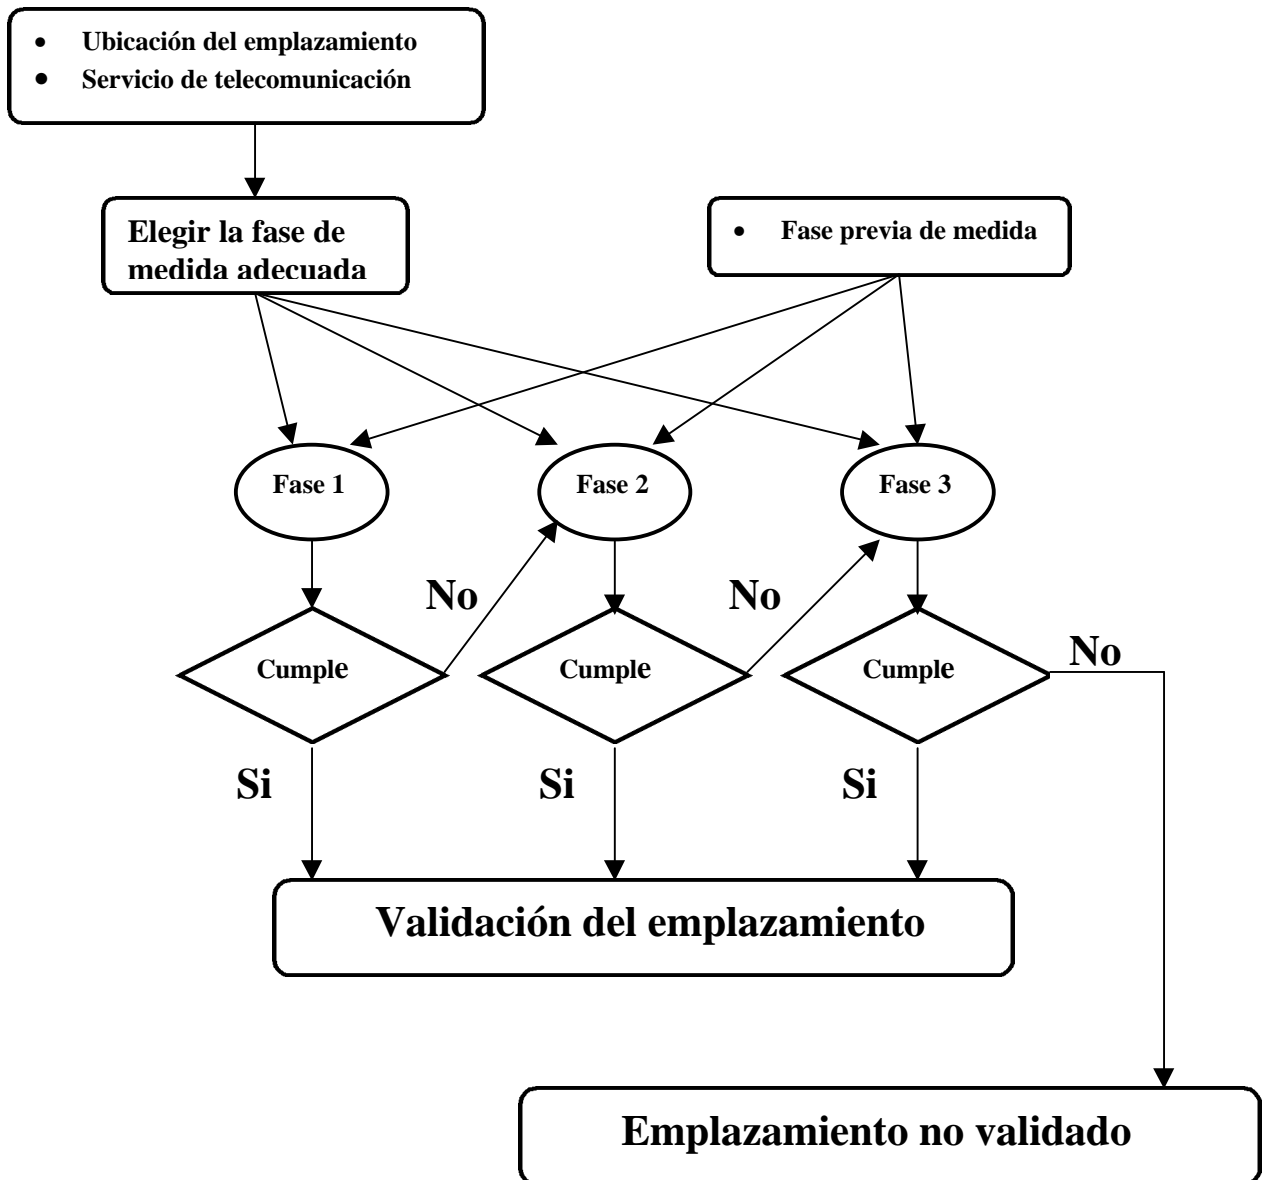 • Ubicación del emplazamiento
• Servicio de telecomunicación
Elegir la fase de
medida adecuada
• Fase previa de medida
Fase 1
Fase 2
Fase 3
No
No
No
Cumple
Cumple
Cumple
Si
Si
Si
Validación del emplazamiento
Emplazamiento no validado